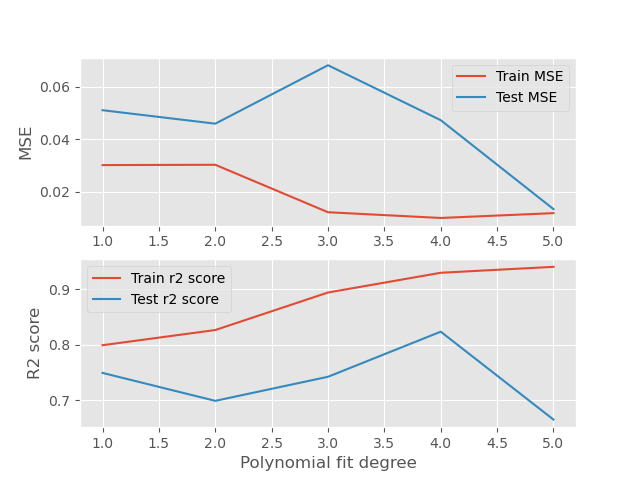 MSE
0.06
0.04
0.02
Train MSE
Test MSE
1.0 1.5 2.0 2.5 3.0 3.5 4.0 4.5 5.0
R2 score
0.9
0.8
0.7
Train r2 score
Test r2 score
1.0 1.5 2.0 2.5 3.0 3.5 4.0 4.5 5.0
Polynomial fit degree